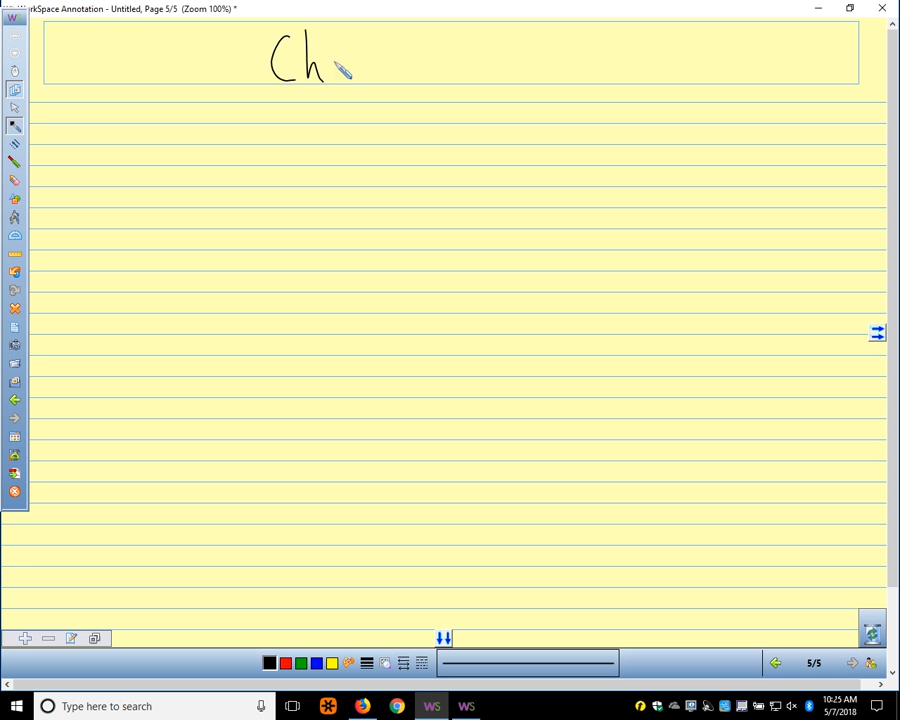 WorkSpace Annotation - Untitled, Page 5/5 (Zoom 100%) *
Ch
5/5
Type here to search
10:25 AM
5/7/2018